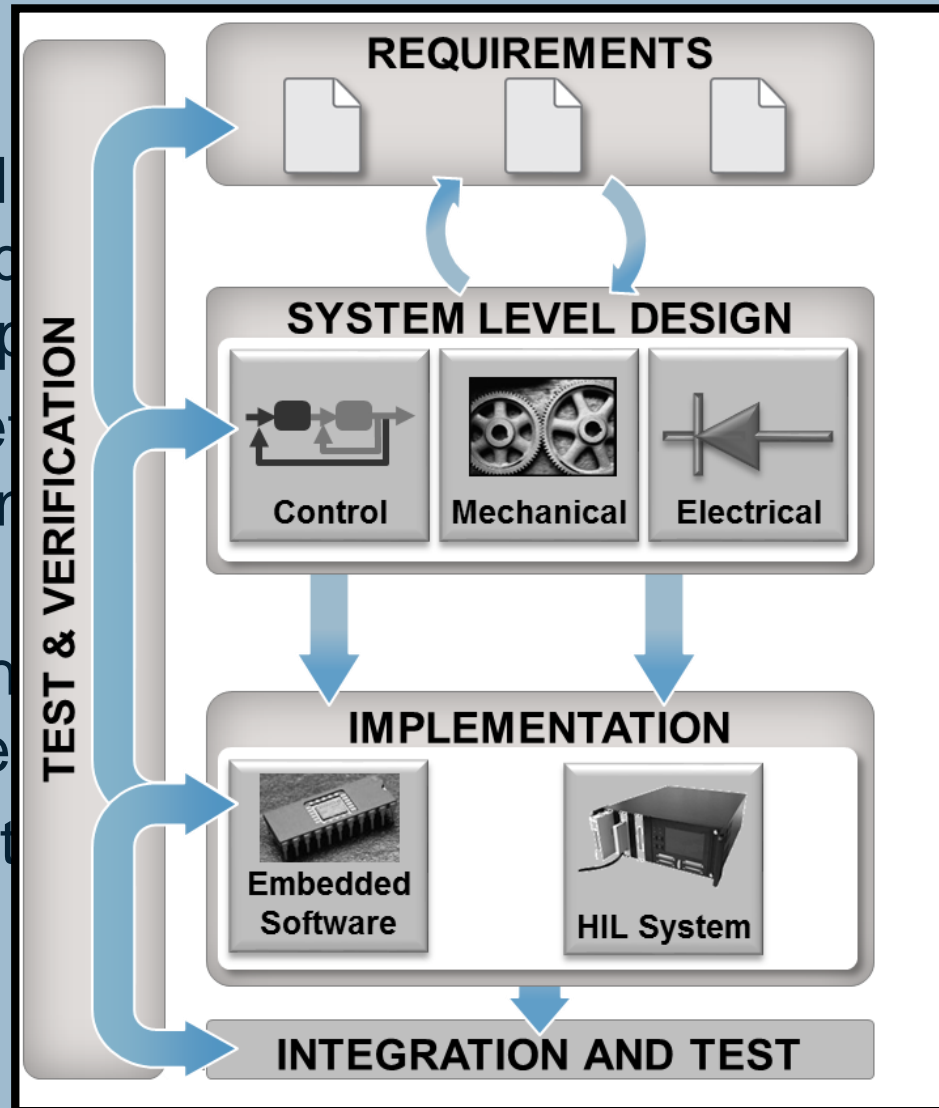 REQUIREMENTS
SYSTEM LEVEL DESIGN
Control
Mechanical
Electrical
IMPLEMENTATION
Embedded
Software
HIL System
INTEGRATION AND TEST
TEST & VERIFICATION